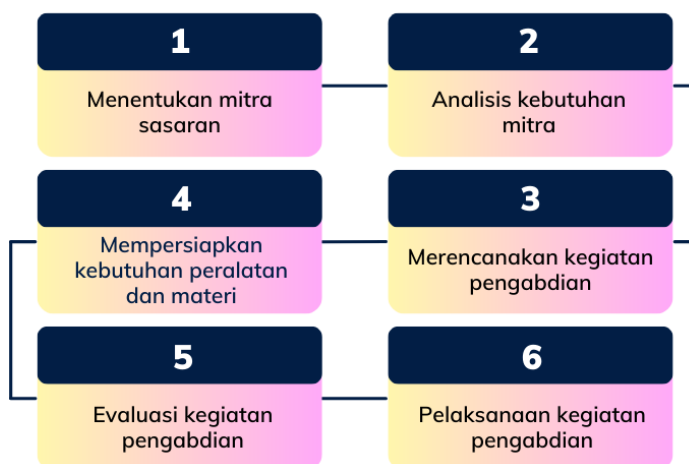 1
Menentukan mitra
sasaran
2
Analisis kebutuhan
mitra
3
Merencanakan kegiatan
pengabdian
4
Mempersiapkan
kebutuhan peralatan
dan materi
5
Evaluasi kegiatan
pengabdian
6
Pelaksanaan kegiatan
pengabdian